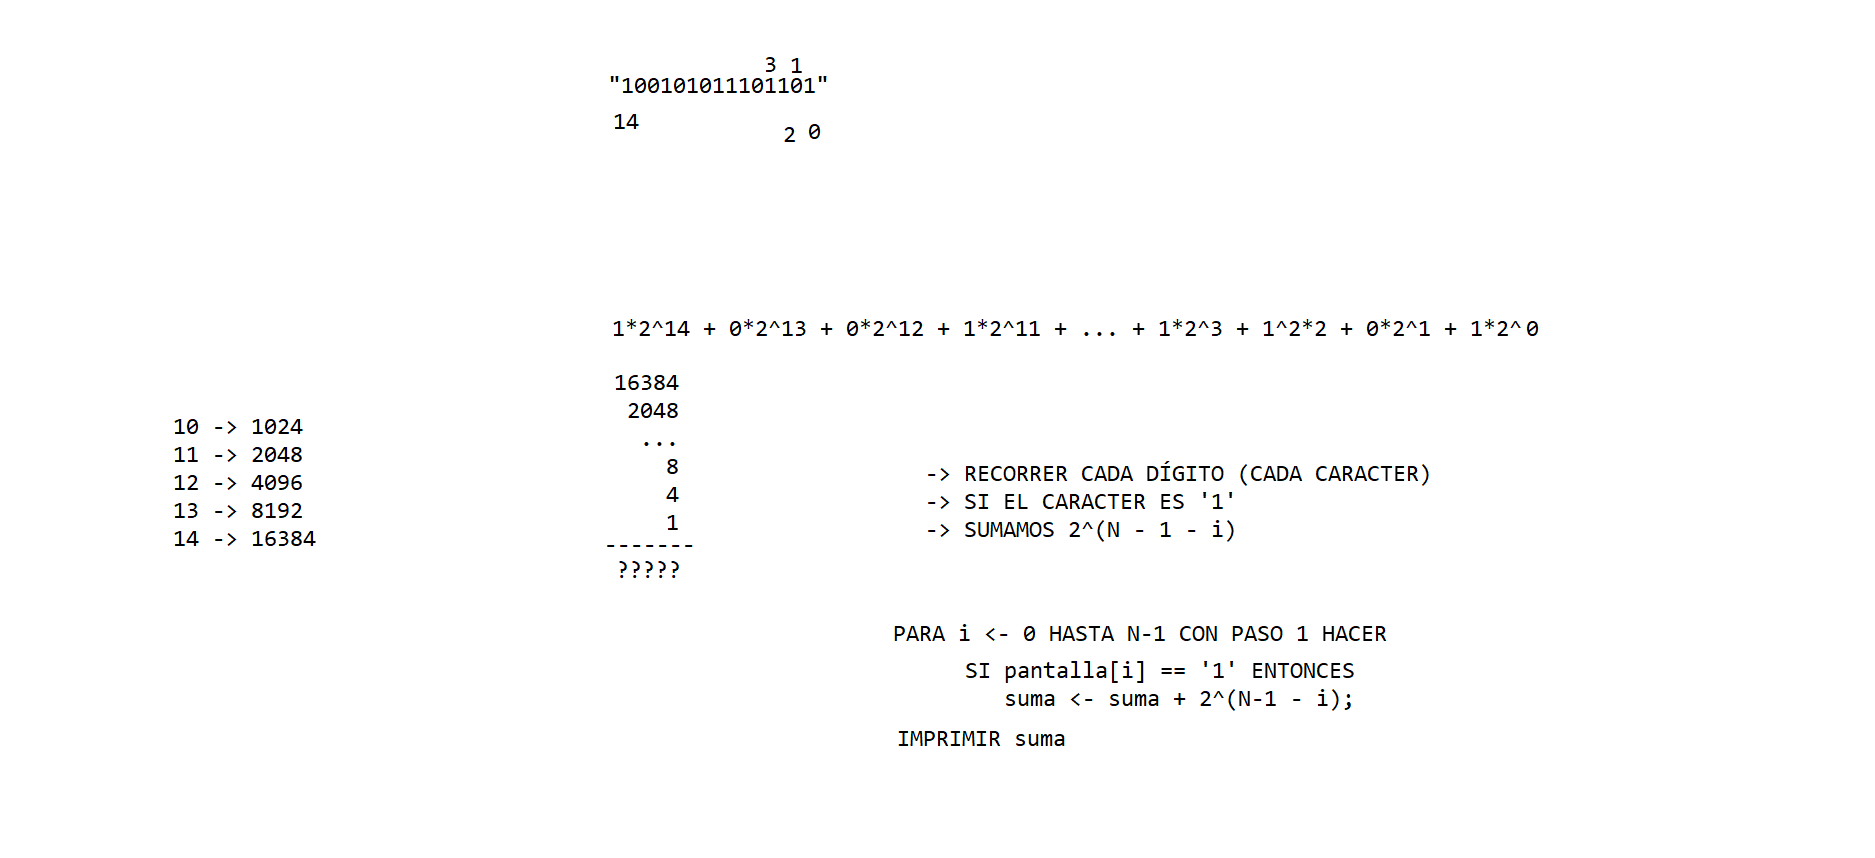 3 1
"100101011101101"
14
2 0
1*2^14 + 0*2^13 + 0*2^12 + 1*2^11 + ... + 1*2^3 + 1^2*2 + 0*2^1 + 1*2^0
16384
2048
...
8
4
1
-------
?????
10 -> 1024
11 -> 2048
12 -> 4096
13 -> 8192
14 -> 16384
-> RECORRER CADA DÍGITO (CADA CARACTER)
-> SI EL CARACTER ES '1'
-> SUMAMOS 2^(N - 1 - i)
PARA i <- 0 HASTA N-1 CON PASO 1 HACER
SI pantalla[i] == '1' ENTONCES
suma <- suma + 2^(N-1 - i);
IMPRIMIR suma